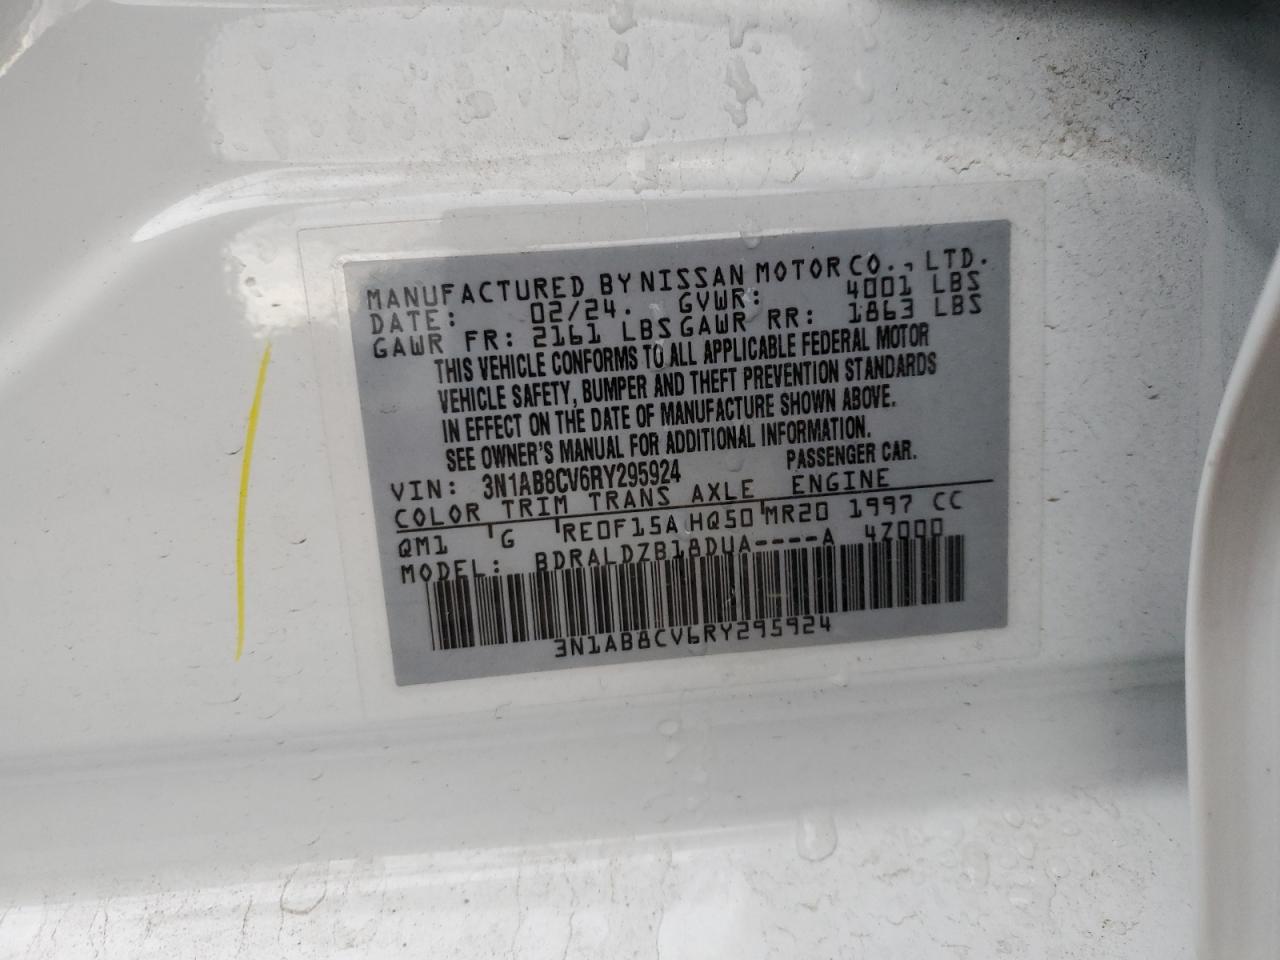 MANUFACTURED BY NISSAN MOTOR CO., LTD.
DATE: 02/24. GVWR: 4001 LBS
GAWR FR: 2161 LBS GAWR RR: 1863 LBS
THIS VEHICLE CONFORMS TO ALL APPLICABLE FEDERAL MOTOR
VEHICLE SAFETY, BUMPER AND THEFT PREVENTION STANDARDS
IN EFFECT ON THE DATE OF MANUFACTURE SHOWN ABOVE.
SEE OWNER'S MANUAL FOR ADDITIONAL INFORMATION.
VIN: 3N1AB8CV6RY295924 PASSENGER CAR.
COLOR TRIM TRANS AXLE ENGINE
QM1 G RE0F15A HQ50 MR20 1997 CC
MODEL: BDRALDZB18DUA----A 4Z000
3N1AB8CV6RY295924